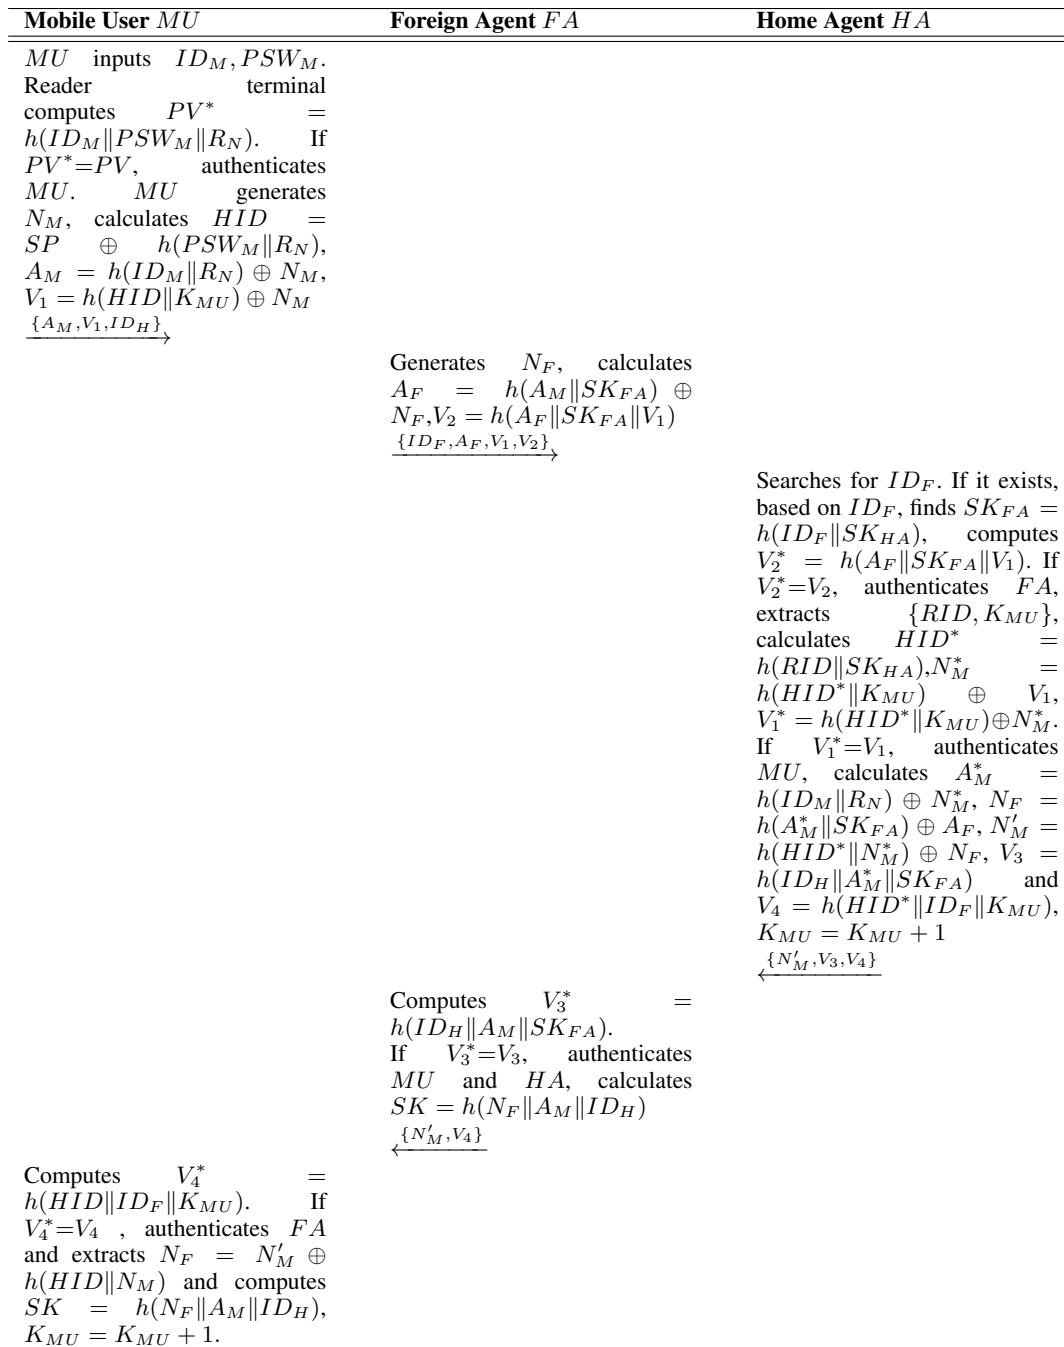 Mobile User MU Foreign Agent FA Home Agent HA
MU inputs ID_M, PSW_M.
Reader terminal
computes PV* =
h(ID_M‖PSW_M‖R_N). If
PV*=PV, authenticates
MU. MU generates
N_M, calculates HID =
SP ⊕ h(PSW_M‖R_N),
A_M = h(ID_M‖R_N) ⊕ N_M,
V_1 = h(HID‖K_MU) ⊕ N_M
{A_M,V_1,ID_H}
Generates N_F, calculates
A_F = h(A_M‖SK_FA) ⊕
N_F,V_2 = h(A_F‖SK_FA‖V_1)
{ID_F,A_F,V_1,V_2}
Searches for ID_F. If it exists,
based on ID_F, finds SK_FA =
h(ID_F‖SK_HA), computes
V_2* = h(A_F‖SK_FA‖V_1). If
V_2*=V_2, authenticates FA,
extracts {RID, K_MU},
calculates HID* =
h(RID‖SK_HA),N_M* =
h(HID*‖K_MU) ⊕ V_1,
V_1* = h(HID*‖K_MU)⊕N_M*.
If V_1*=V_1, authenticates
MU, calculates A_M* =
h(ID_M‖R_N) ⊕ N_M*, N_F =
h(A_M*‖SK_FA) ⊕ A_F, N'_M =
h(HID*‖N_M*) ⊕ N_F, V_3 =
h(ID_H‖A_M*‖SK_FA) and
V_4 = h(HID*‖ID_F‖K_MU),
K_MU = K_MU + 1
{N'_M,V_3,V_4}
Computes V_3* =
h(ID_H‖A_M‖SK_FA).
If V_3*=V_3, authenticates
MU and HA, calculates
SK = h(N_F‖A_M‖ID_H)
{N'_M,V_4}
Computes V_4* =
h(HID‖ID_F‖K_MU). If
V_4*=V_4 , authenticates FA
and extracts N_F = N'_M ⊕
h(HID‖N_M) and computes
SK = h(N_F‖A_M‖ID_H),
K_MU = K_MU + 1.